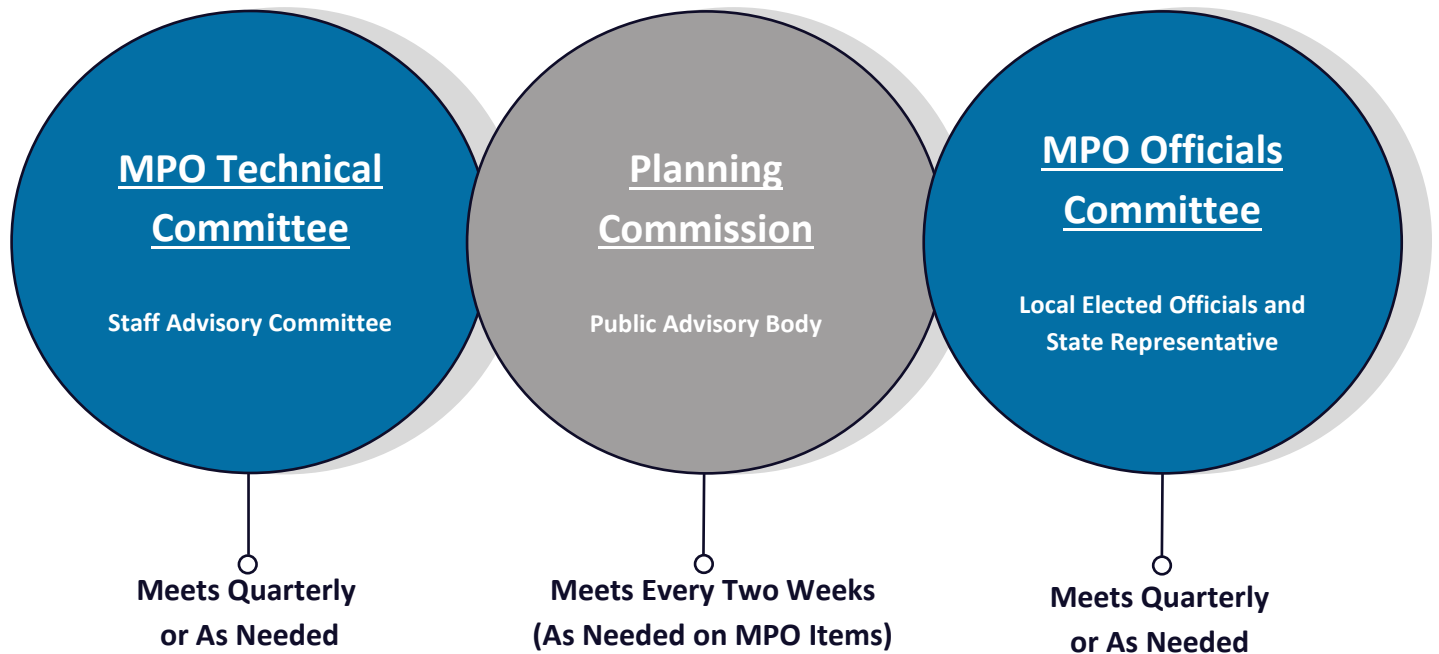 MPO Technical
Committee
Staff Advisory Committee
Meets Quarterly
or As Needed
Planning
Commission
Public Advisory Body
Meets Every Two Weeks
(As Needed on MPO Items)
MPO Officials
Committee
Local Elected Officials and
State Representative
Meets Quarterly
or As Needed